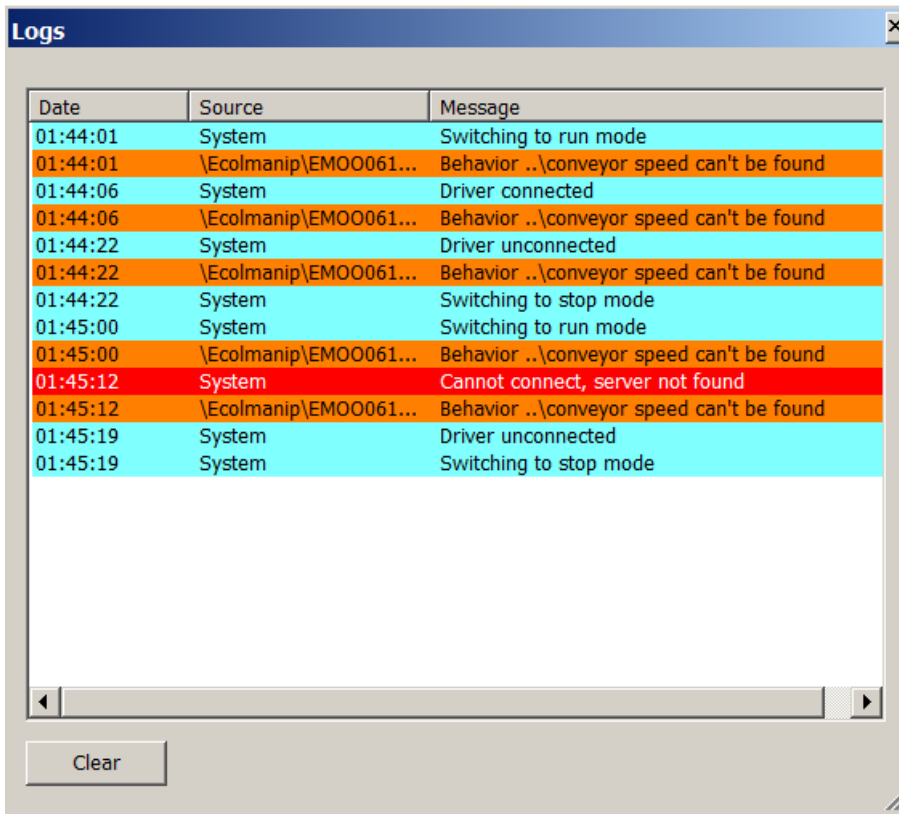 Logs
Date Source Message
01:44:01 System Switching to run mode
01:44:01 \Ecolmanip\EMOO061... Behavior ..\conveyor speed can't be found
01:44:06 System Driver connected
01:44:06 \Ecolmanip\EMOO061... Behavior ..\conveyor speed can't be found
01:44:22 System Driver unconnected
01:44:22 \Ecolmanip\EMOO061... Behavior ..\conveyor speed can't be found
01:44:22 System Switching to stop mode
01:45:00 System Switching to run mode
01:45:00 \Ecolmanip\EMOO061... Behavior ..\conveyor speed can't be found
01:45:12 System Cannot connect, server not found
01:45:12 \Ecolmanip\EMOO061... Behavior ..\conveyor speed can't be found
01:45:19 System Driver unconnected
01:45:19 System Switching to stop mode
Clear